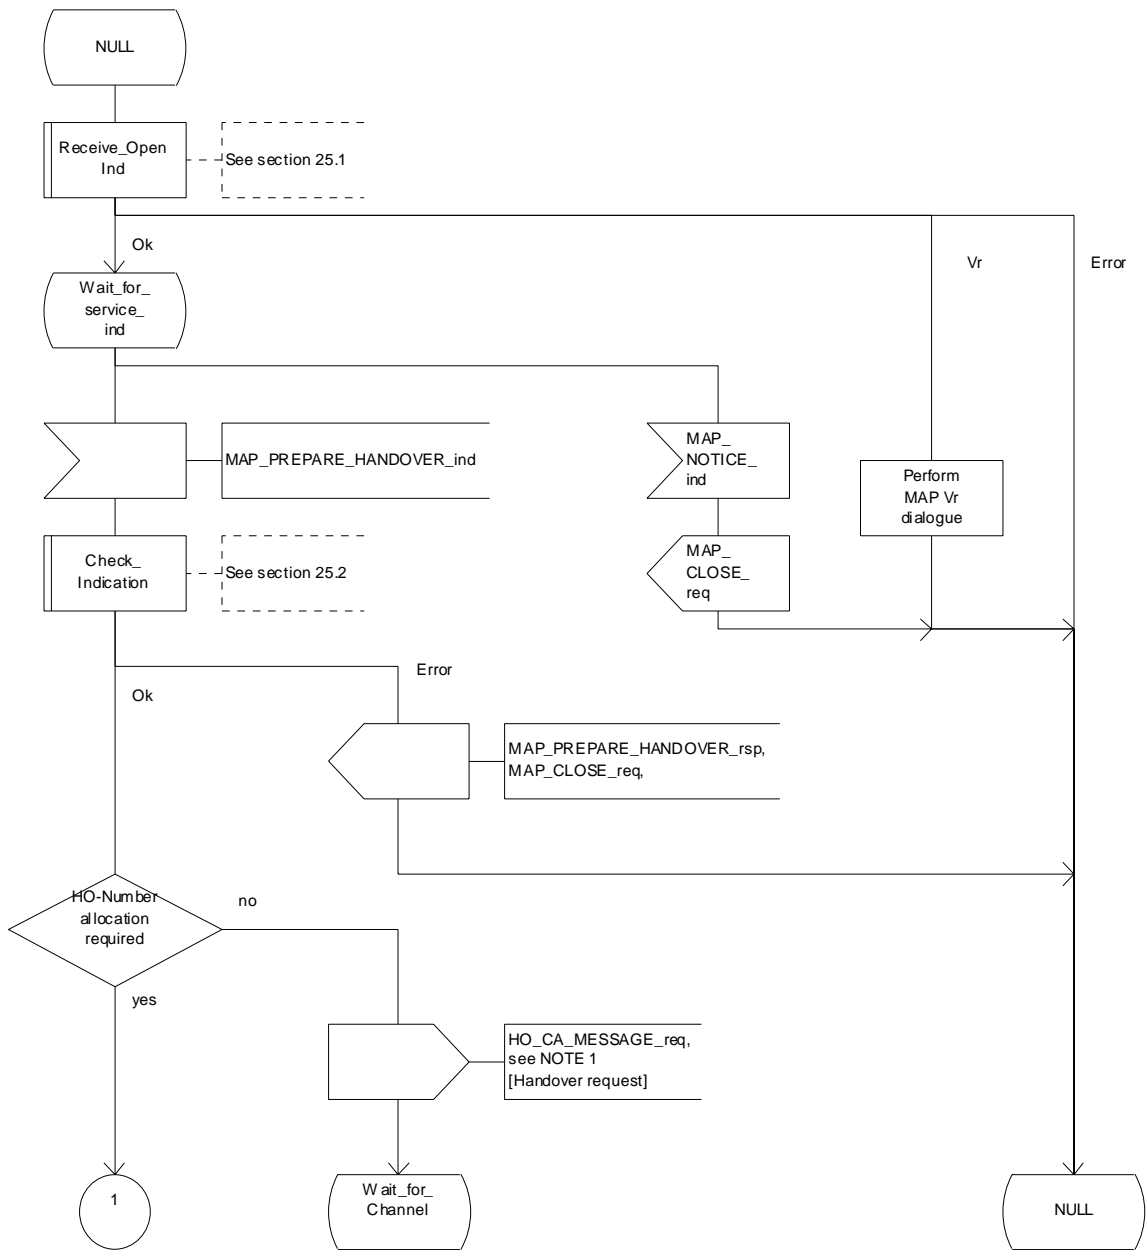 NULL
Receive_Open
Ind
See section 25.1
Ok
Vr
Error
Wait_for_
service_
ind
MAP_PREPARE_HANDOVER_ind
MAP_
NOTICE_
ind
Perform
MAP Vr
dialogue
Check_
Indication
See section 25.2
MAP_
CLOSE_
req
Error
Ok
MAP_PREPARE_HANDOVER_rsp,
MAP_CLOSE_req,
HO-Number
allocation
required
no
yes
HO_CA_MESSAGE_req,
see NOTE 1
[Handover request]
1
Wait_for_
Channel
NULL